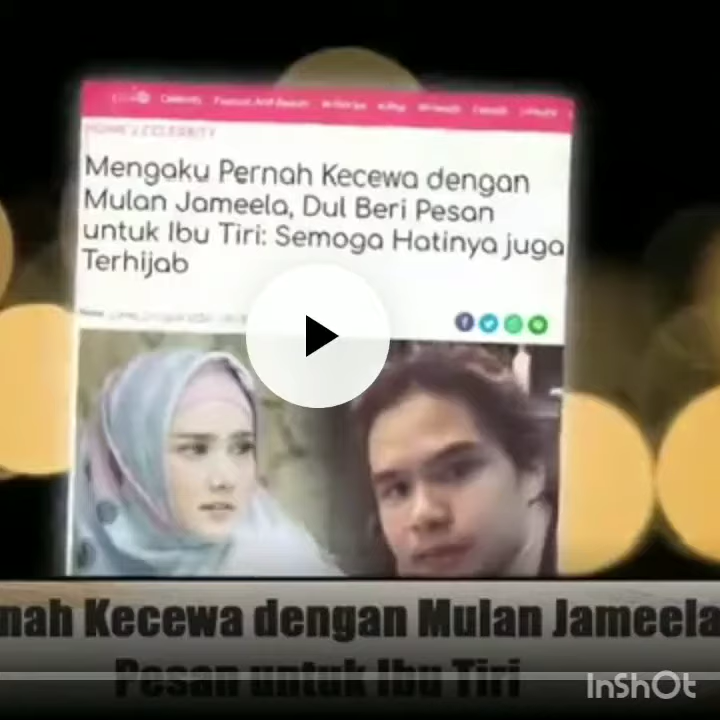 HOME / CELEBRITY
Mengaku Pernah Kecewa dengan
Mulan Jameela, Dul Beri Pesan
untuk Ibu Tiri: Semoga Hatinya juga
Terhijab
nah Kecewa dengan Mulan Jameela
Pesan untuk Ibu Tiri
InShOt